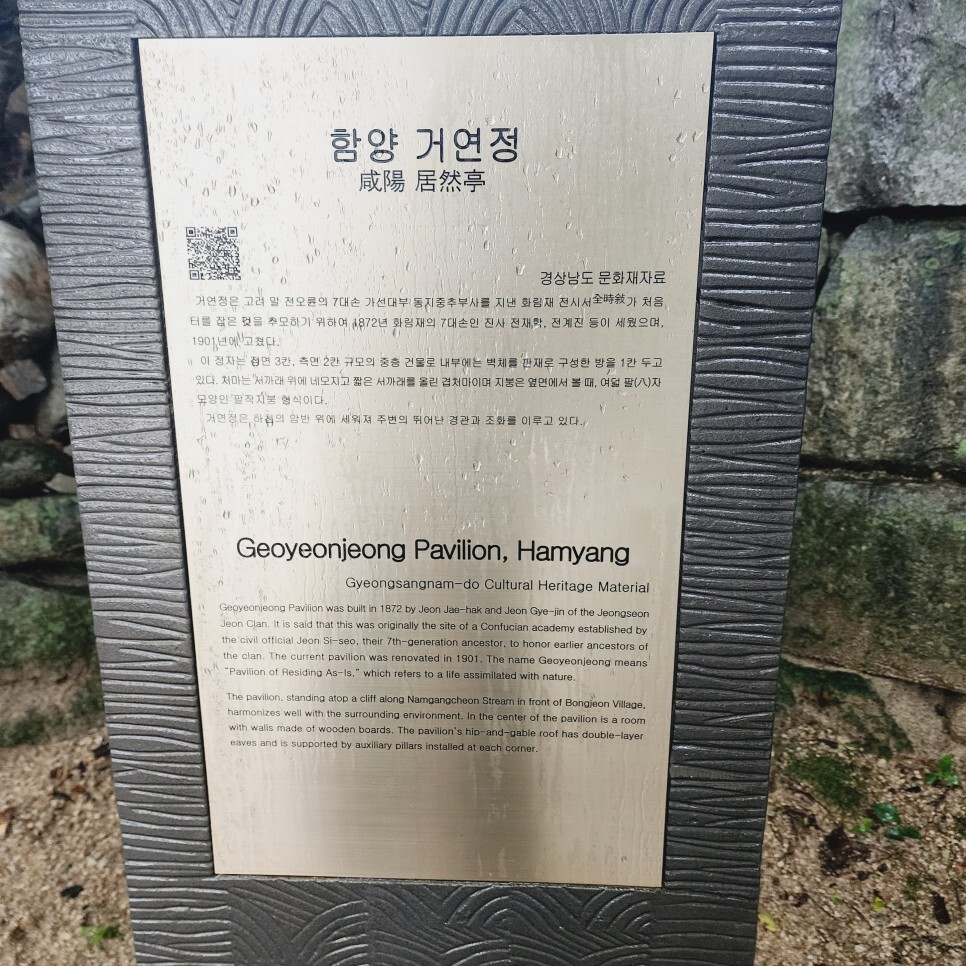 함양 거연정
咸陽 居然亭
경상남도 문화재자료
거연정은 고려 말 전오륜의 7대손 가선대부 동지중추부사를 지낸 화림재 전시서全時敍가 처음
터를 잡은 것을 추모하기 위하여 1872년 화림재의 7대손인 진사 전재학, 전계진 등이 세웠으며,
1901년에 고쳤다.
이 정자는 정면 3칸, 측면 2칸 규모의 중층 건물로 내부에는 벽체를 판재로 구성한 방을 1칸 두고
있다. 처마는 서까래 위에 네모지고 짧은 서까래를 올린 겹처마이며 지붕은 옆면에서 볼 때, 여덟 팔(八)자
모양인 팔작지붕 형식이다.
거연정은 하천의 암반 위에 세워져 주변의 뛰어난 경관과 조화를 이루고 있다.
Geoyeonjeong Pavilion, Hamyang
Gyeongsangnam-do Cultural Heritage Material
Geoyeonjeong Pavilion was built in 1872 by Jeon Jae-hak and Jeon Gye-jin of the Jeongseon
Jeon Clan. It is said that this was originally the site of a Confucian academy established by
the civil official Jeon Si-seo, their 7th-generation ancestor, to honor earlier ancestors of
the clan. The current pavilion was renovated in 1901. The name Geoyeonjeong means
"Pavilion of Residing As-Is," which refers to a life assimilated with nature.
The pavilion, standing atop a cliff along Namgangcheon Stream in front of Bongjeon Village,
harmonizes well with the surrounding environment. In the center of the pavilion is a room
with walls made of wooden boards. The pavilion's hip-and-gable roof has double-layer
eaves and is supported by auxiliary pillars installed at each corner.